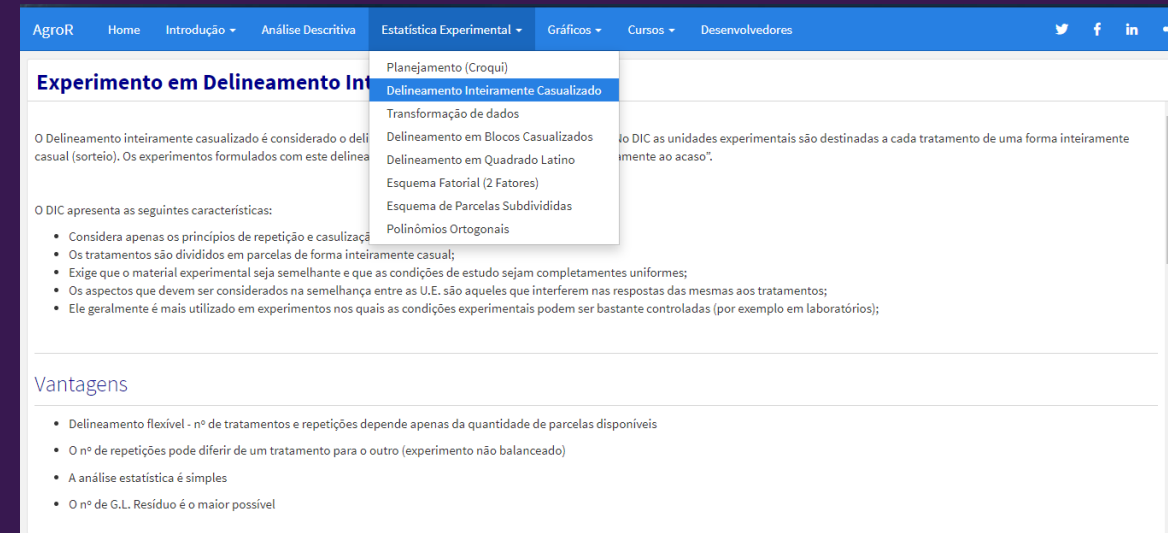 AgroR Home Introdução Análise Descritiva Estatística Experimental Gráficos Cursos Desenvolvedores
Planejamento (Croqui)
Delineamento Inteiramente Casualizado
Transformação de dados
Delineamento em Blocos Casualizados
Delineamento em Quadrado Latino
Esquema Fatorial (2 Fatores)
Esquema de Parcelas Subdivididas
Polinômios Ortogonais
Experimento em Delineamento
O Delineamento inteiramente casualizado é considerado o No DIC as unidades experimentais são destinadas a cada tratamento de uma forma inteiramente
casual (sorteio). Os experimentos formulados com este ao acaso”.
O DIC apresenta as seguintes características:
Considera apenas os princípios de repetição e
Os tratamentos são divididos em parcelas de forma inteiramente casual;
Exige que o material experimental seja semelhante e que as condições de estudo sejam completamentes uniformes;
Os aspectos que devem ser considerados na semelhança entre as U.E. são aqueles que interferem nas respostas das mesmas aos tratamentos;
Ele geralmente é mais utilizado em experimentos nos quais as condições experimentais podem ser bastante controladas (por exemplo em laboratórios);
Vantagens
Delineamento flexível - nº de tratamentos e repetições depende apenas da quantidade de parcelas disponíveis
O nº de repetições pode diferir de um tratamento para o outro (experimento não balanceado)
A análise estatística é simples
O nº de G.L. Resíduo é o maior possível